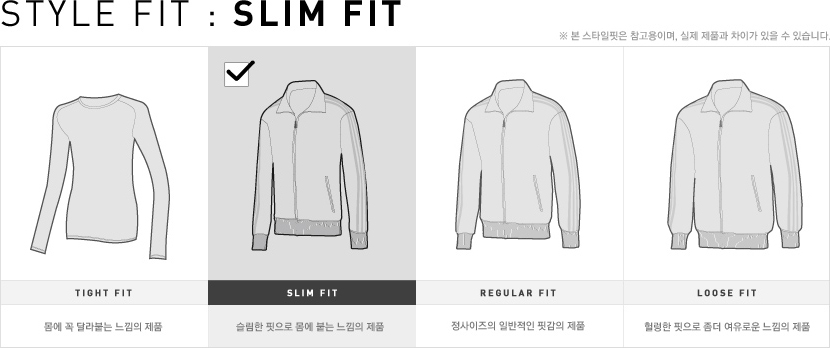 STYLE FIT : SLIM FIT
※ 본 스타일핏은 참고용이며, 실제 제품과 차이가 있을 수 있습니다.
TIGHT FIT
SLIM FIT
REGULAR FIT
LOOSE FIT
몸에 꼭 달라붙는 느낌의 제품
슬림한 핏으로 몸에 붙는 느낌의 제품
정사이즈의 일반적인 핏감의 제품
헐렁한 핏으로 좀더 여유로운 느낌의 제품